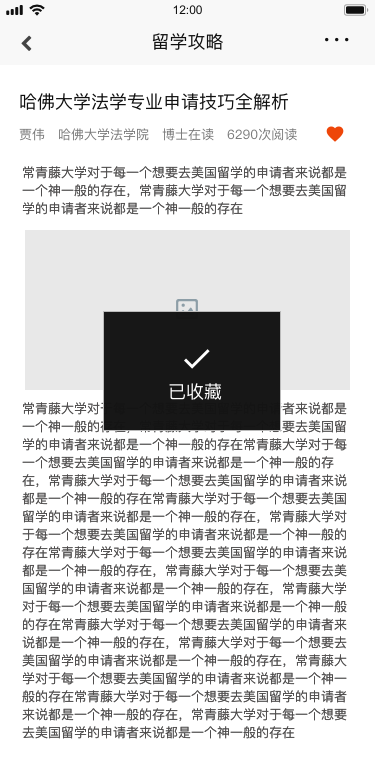 12:00
留学攻略
哈佛大学法学专业申请技巧全解析
贾伟 哈佛大学法学院 博士在读 6290次阅读
常青藤大学对于每一个想要去美国留学的申请者来说都是
一个神一般的存在，常青藤大学对于每一个想要去美国留
学的申请者来说都是一个神一般的存在
已收藏
常青藤大学对 者来说都是
一个神一般的 想要去美国留
学的申请者来说都是一个神一般的存在常青藤大学对于每
一个想要去美国留学的申请者来说都是一个神一般的存
在，常青藤大学对于每一个想要去美国留学的申请者来说
都是一个神一般的存在常青藤大学对于每一个想要去美国
留学的申请者来说都是一个神一般的存在，常青藤大学对
于每一个想要去美国留学的申请者来说都是一个神一般的
存在常青藤大学对于每一个想要去美国留学的申请者来说
都是一个神一般的存在，常青藤大学对于每一个想要去美
国留学的申请者来说都是一个神一般的存在，常青藤大学
对于每一个想要去美国留学的申请者来说都是一个神一般
的存在常青藤大学对于每一个想要去美国留学的申请者来
说都是一个神一般的存在，常青藤大学对于每一个想要去
美国留学的申请者来说都是一个神一般的存在，常青藤大
学对于每一个想要去美国留学的申请者来说都是一个神一
般的存在常青藤大学对于每一个想要去美国留学的申请者
来说都是一个神一般的存在，常青藤大学对于每一个想要
去美国留学的申请者来说都是一个神一般的存在